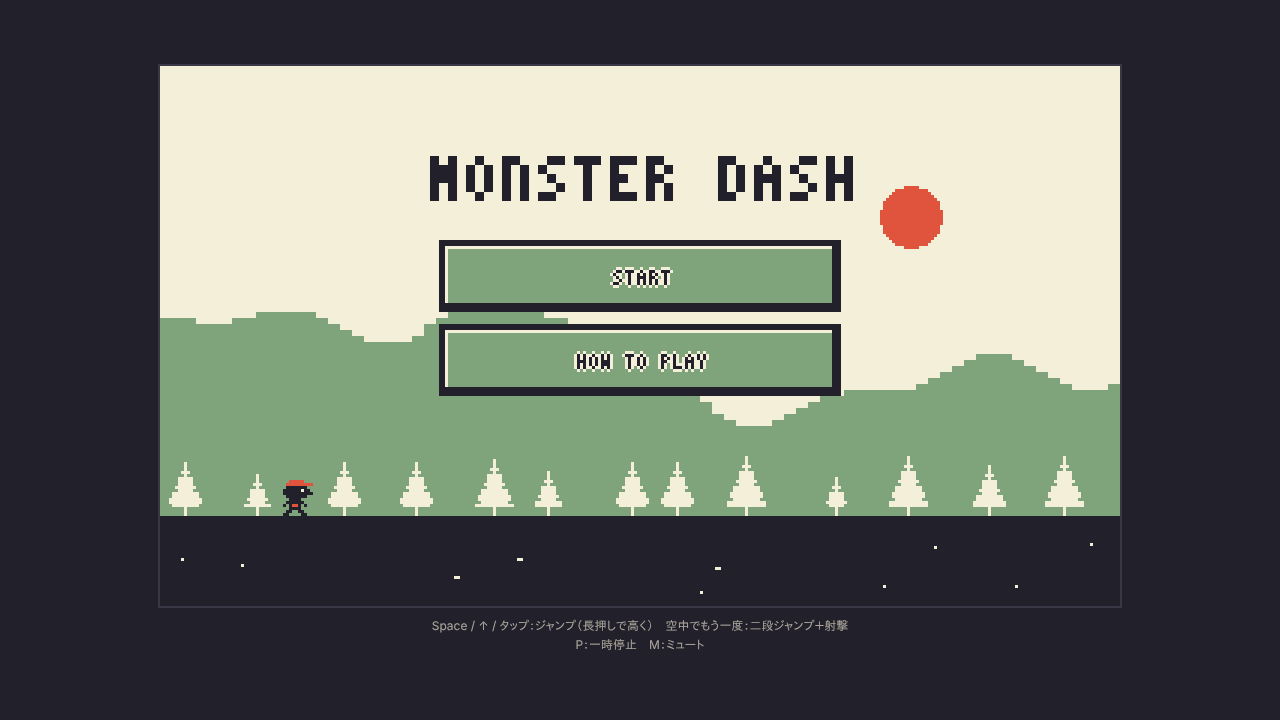 MONSTER DASH
START
HOW TO PLAY
Space / ↑ / タップ:ジャンプ(長押しで高く)　空中でもう一度:二段ジャンプ+射撃
P:一時停止　M:ミュート